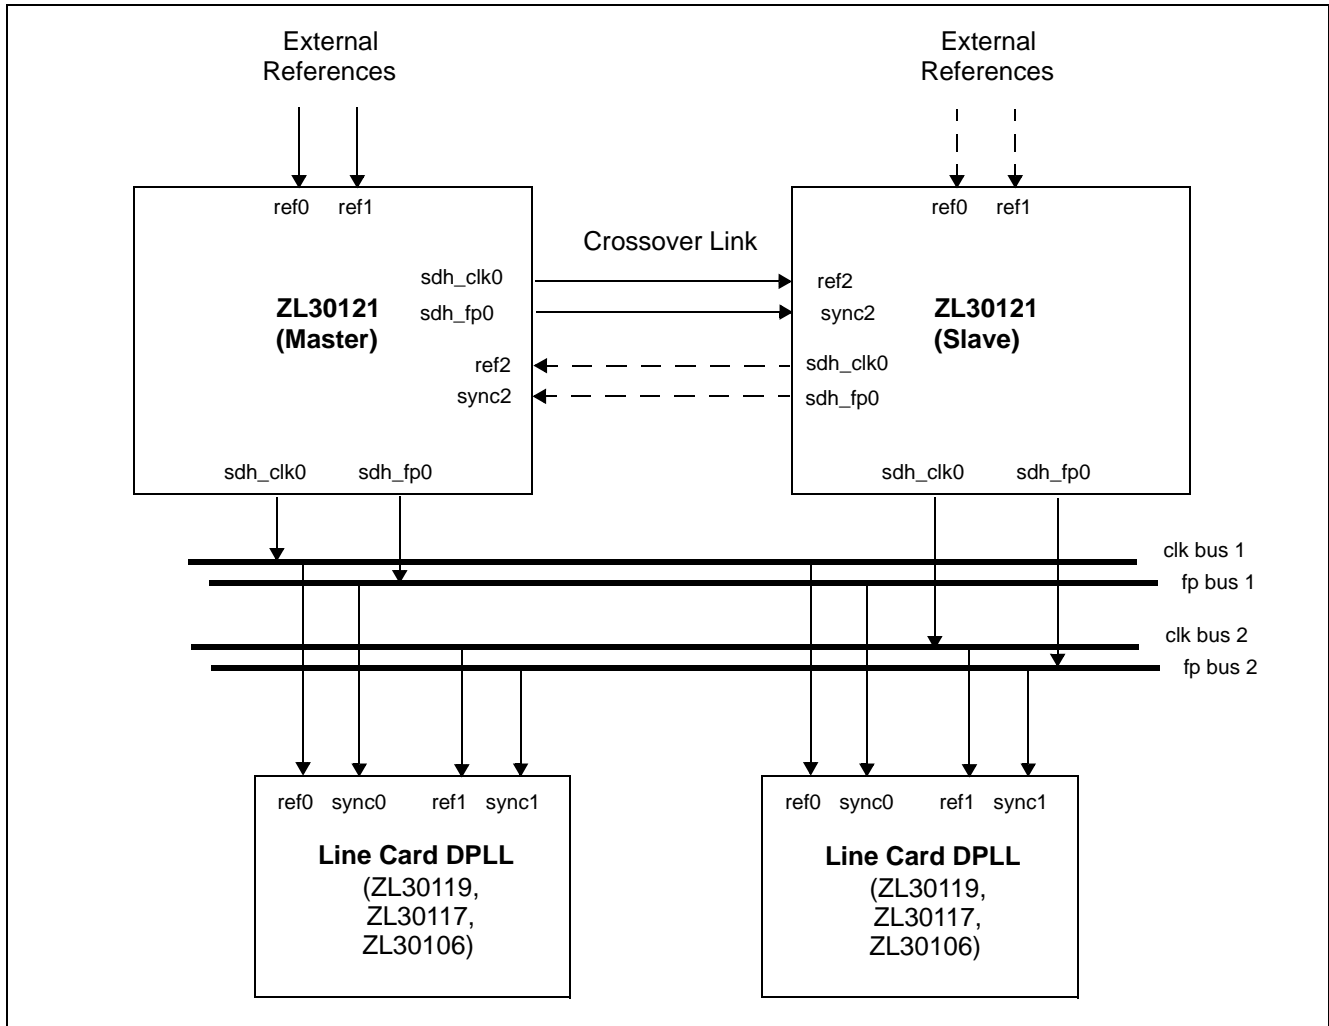 External
References
External
References
ref0 ref1
ref0 ref1
Crossover Link
sdh_clk0
ref2
ZL30121
(Master)
sdh_fp0
sync2
ZL30121
(Slave)
ref2
sdh_clk0
sync2
sdh_fp0
sdh_clk0 sdh_fp0
sdh_clk0 sdh_fp0
clk bus 1
fp bus 1
clk bus 2
fp bus 2
ref0 sync0 ref1 sync1
Line Card DPLL
(ZL30119,
ZL30117,
ZL30106)
ref0 sync0 ref1 sync1
Line Card DPLL
(ZL30119,
ZL30117,
ZL30106)